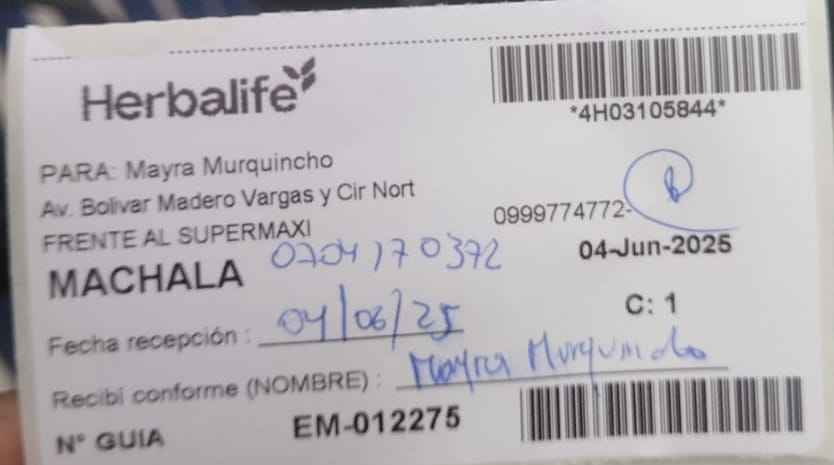 Herbalife
*4H03105844*
PARA: Mayra Murquincho
Av. Bolivar Madero Vargas y Cir Nort
0999774772-
FRENTE AL SUPERMAXI
04-Jun-2025
MACHALA 0704170372
C: 1
Fecha recepción : 04/06/25
Recibi conforme (NOMBRE) : Mayra Murquincho
N° GUIA EM-012275